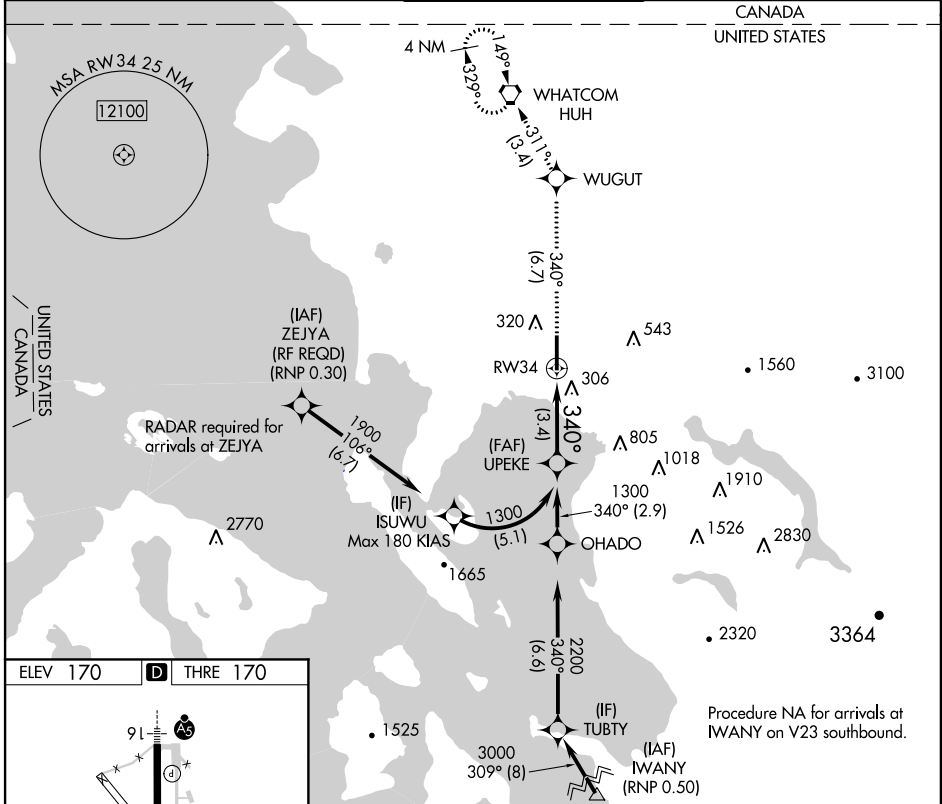 CANADA
UNITED STATES
MSA RW34 25 NM
12100
4 NM
149°
329°
WHATCOM
HUH
311°
(3.4)
WUGUT
340°
(6.7)
UNITED STATES
CANADA
(IAF)
ZEJYA
(RF REQD)
(RNP 0.30)
320
543
RW34
1560
3100
306
RADAR required for
arrivals at ZEJYA
1900
106°
(6.7)
340°
(3.4)
(FAF)
UPEKE
805
1018
1910
(IF)
ISUWU
Max 180 KIAS
1300
(5.1)
1300
340° (2.9)
2770
OHADO
1526
2830
1665
2200
340°
(6.6)
2320
3364
ELEV 170
D
THRE 170
16
A5
P
1525
(IF)
TUBTY
3000
309° (8)
(IAF)
IWANY
(RNP 0.50)
Procedure NA for arrivals at
IWANY on V23 southbound.